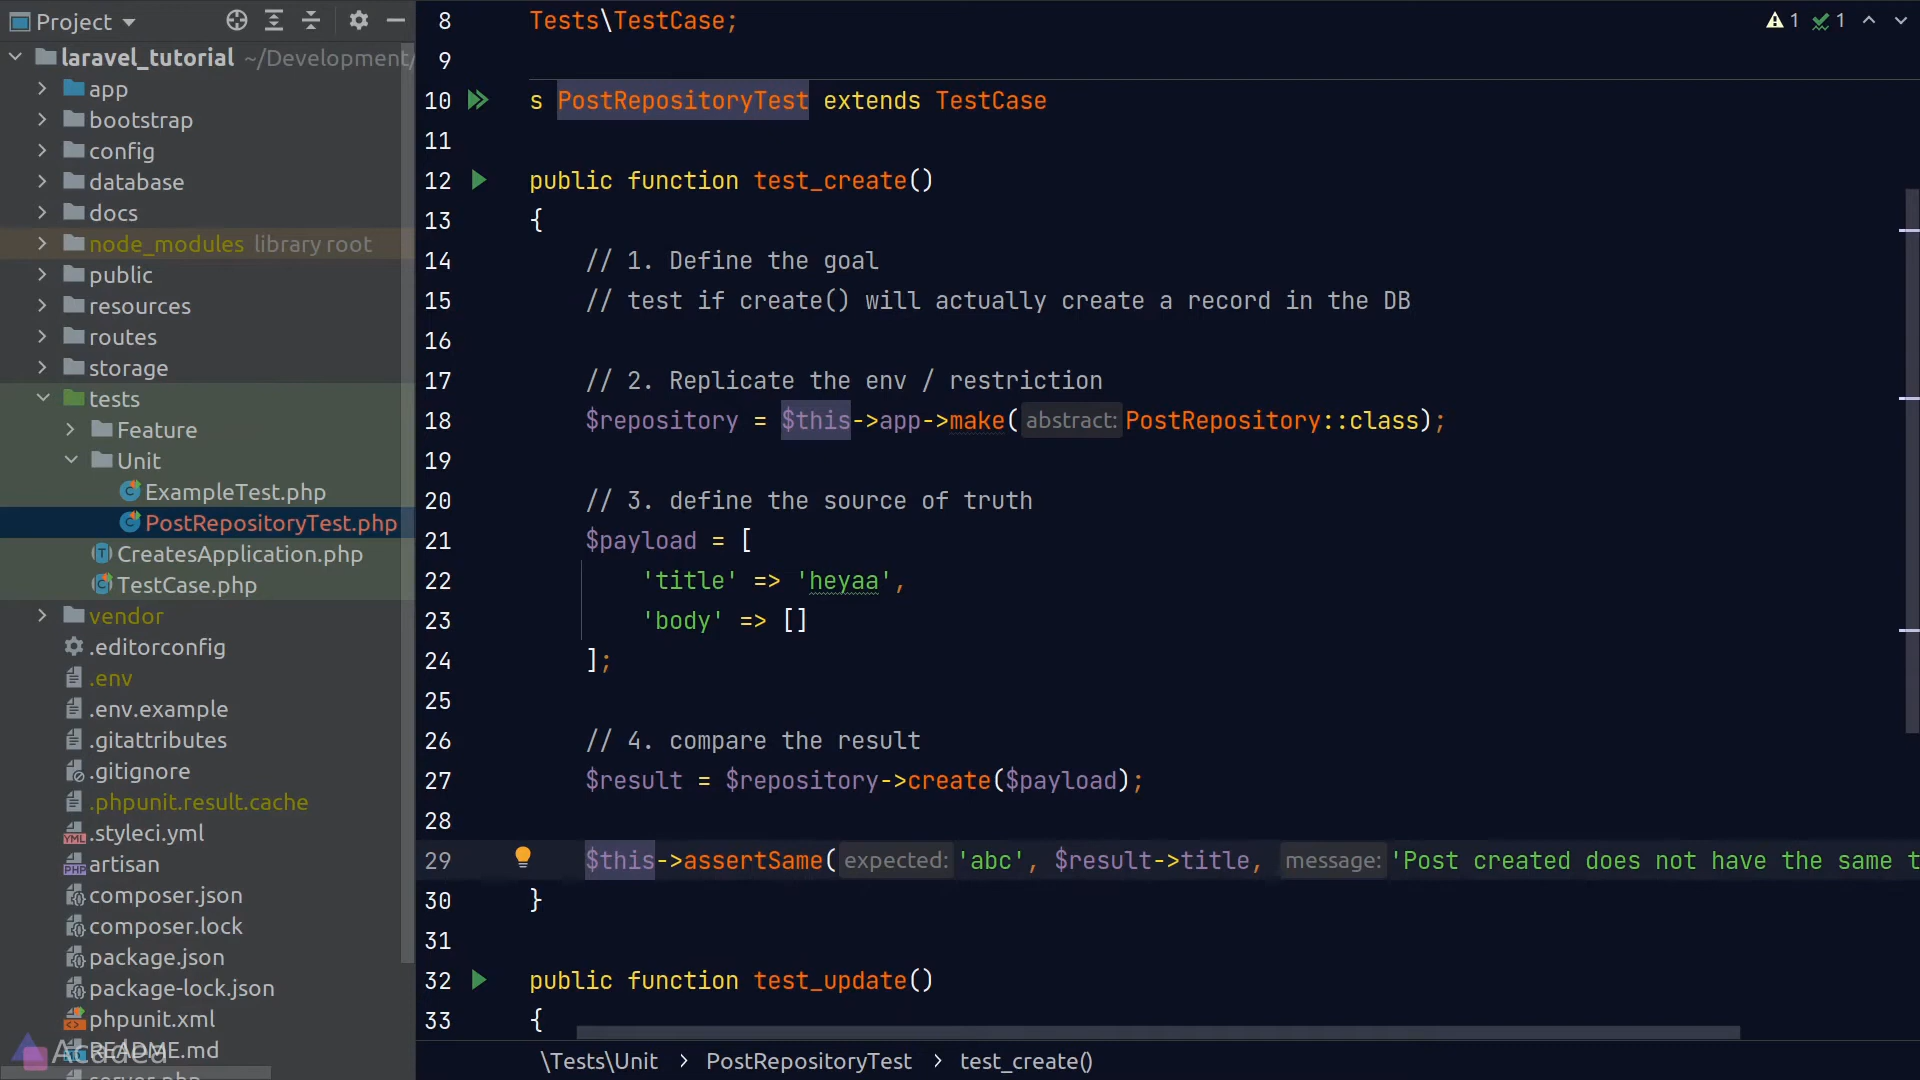 Project
laravel_tutorial ~/Development/
app
bootstrap
config
database
docs
node_modules library root
public
resources
routes
storage
tests
Feature
Unit
ExampleTest.php
PostRepositoryTest.php
CreatesApplication.php
TestCase.php
vendor
.editorconfig
.env
.env.example
.gitattributes
.gitignore
.phpunit.result.cache
.styleci.yml
artisan
composer.json
composer.lock
package.json
package-lock.json
phpunit.xml
README.md
server.php
Acadea
1 1
8 Tests\TestCase;
9
10 s PostRepositoryTest extends TestCase
11
12 public function test_create()
13 {
14 // 1. Define the goal
15 // test if create() will actually create a record in the DB
16
17 // 2. Replicate the env / restriction
18 $repository = $this->app->make( abstract: PostRepository::class);
19
20 // 3. define the source of truth
21 $payload = [
22 'title' => 'heyaa',
23 'body' => []
24 ];
25
26 // 4. compare the result
27 $result = $repository->create($payload);
28
29 $this->assertSame( expected: 'abc', $result->title, message: 'Post created does not have the same t
30 }
31
32 public function test_update()
33 {
\Tests\Unit > PostRepositoryTest > test_create()